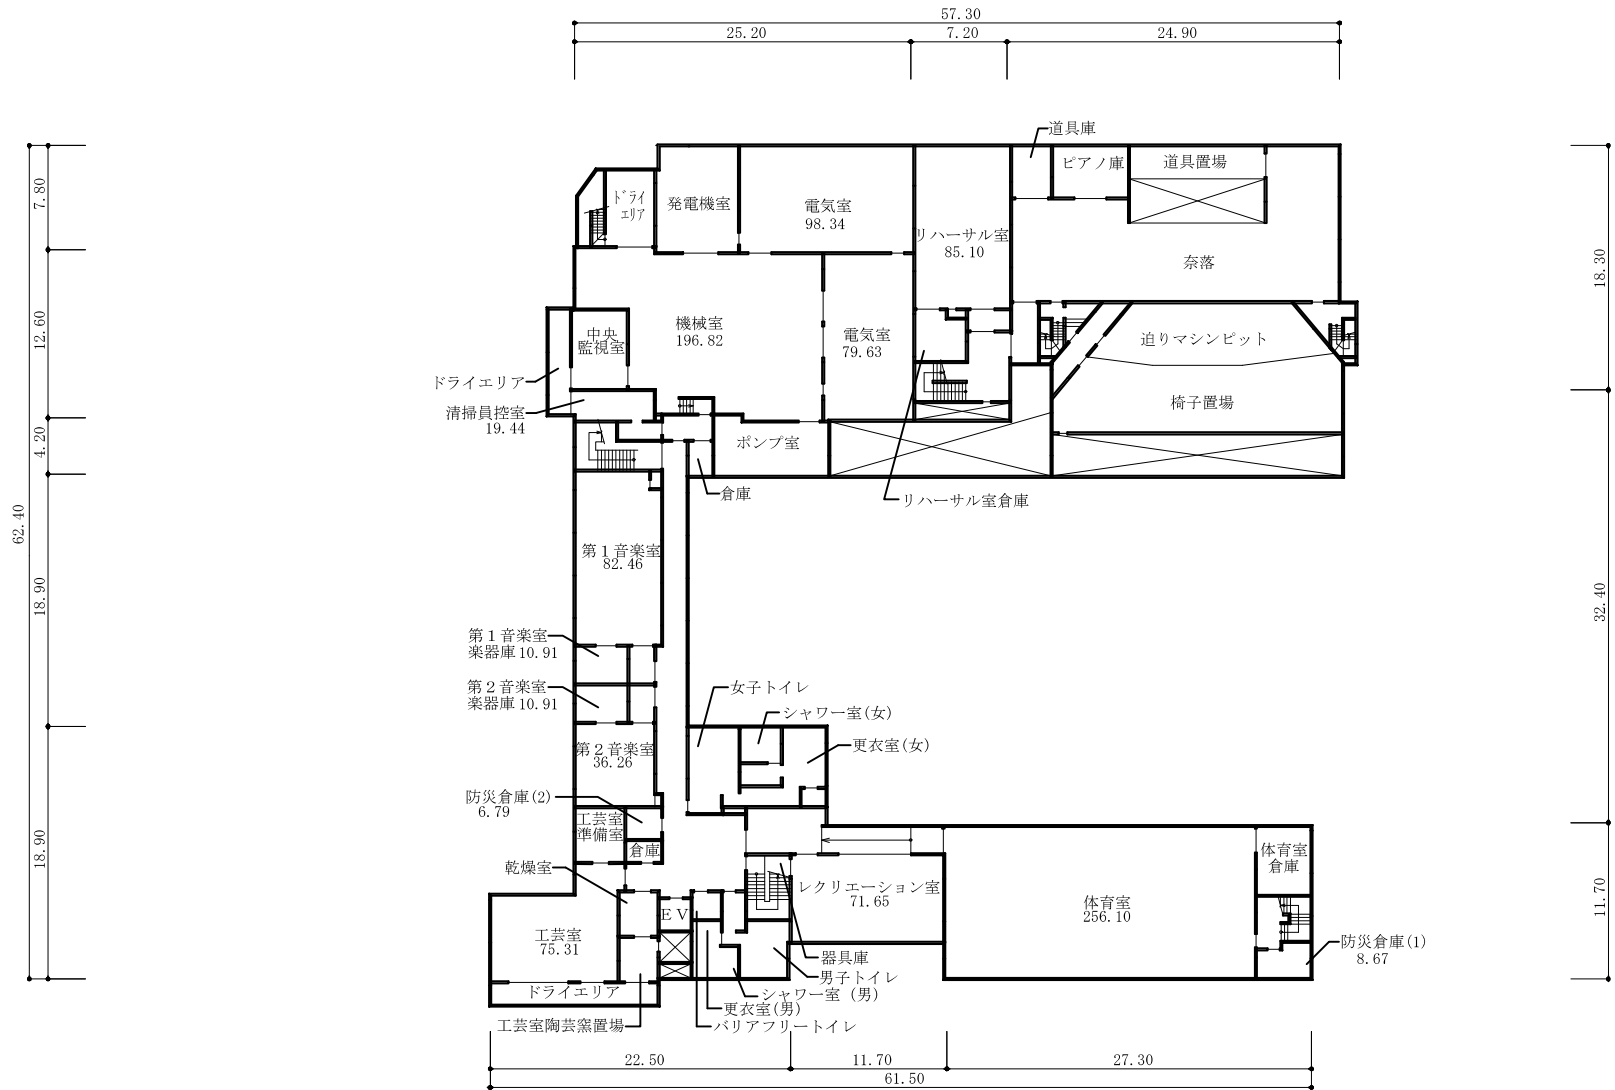 57.30
25.20
7.20
24.90
道具庫
ピアノ庫
道具置場
ドライ
エリア
発電機室
電気室
98.34
リハーサル室
85.10
奈落
7.80
12.60
4.20
18.90
18.90
62.40
18.30
32.40
11.70
中央
監視室
機械室
196.82
電気室
79.63
迫りマシンピット
ドライエリア
清掃員控室
19.44
椅子置場
ポンプ室
倉庫
リハーサル室倉庫
第1音楽室
82.46
第1音楽室
楽器庫10.91
第2音楽室
楽器庫10.91
女子トイレ
シャワー室(女)
更衣室(女)
第2音楽室
36.26
防災倉庫(2)
6.79
工芸室
準備室
倉庫
乾燥室
体育室
倉庫
レクリエーション室
71.65
体育室
256.10
EV
工芸室
75.31
防災倉庫(1)
8.67
器具庫
男子トイレ
ドライエリア
シャワー室(男)
更衣室(男)
工芸室陶芸窯置場
バリアフリートイレ
22.50
11.70
27.30
61.50